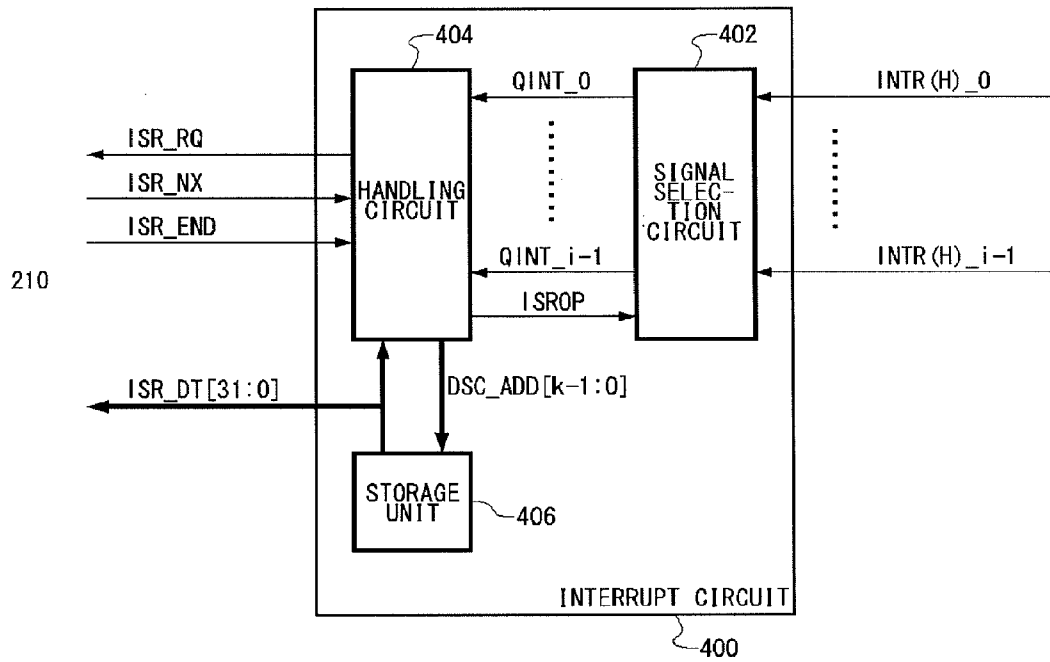 404
402
QINT_0
INTR(H)_0
ISR_RQ
ISR_NX
HANDLING
CIRCUIT
SIGNAL
SELEC-
TION
CIRCUIT
ISR_END
QINT_i-1
INTR(H)_i-1
210
ISROP
ISR_DT[31:0]
DSC_ADD[k-1:0]
STORAGE
UNIT
406
INTERRUPT CIRCUIT
400